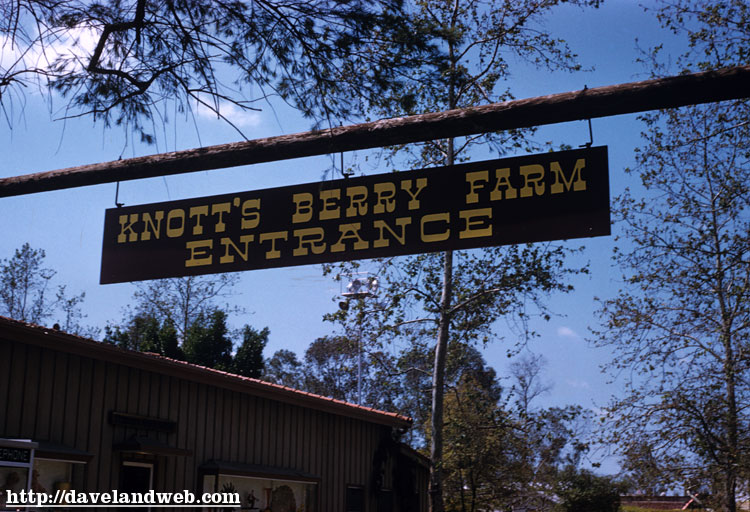 KNOTT'S BERRY FARM
ENTRANCE
http://davelandweb.com